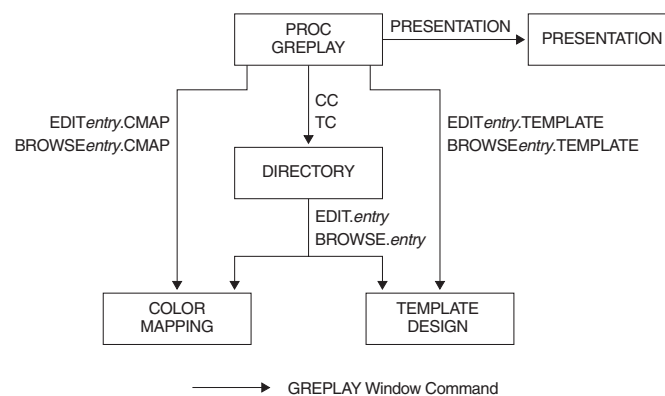 PROC
GREPLAY
PRESENTATION
PRESENTATION
EDITentry.CMAP
BROWSEentry.CMAP
CC
TC
EDITentry.TEMPLATE
BROWSEentry.TEMPLATE
DIRECTORY
EDIT.entry
BROWSE.entry
COLOR
MAPPING
TEMPLATE
DESIGN
GREPLAY Window Command